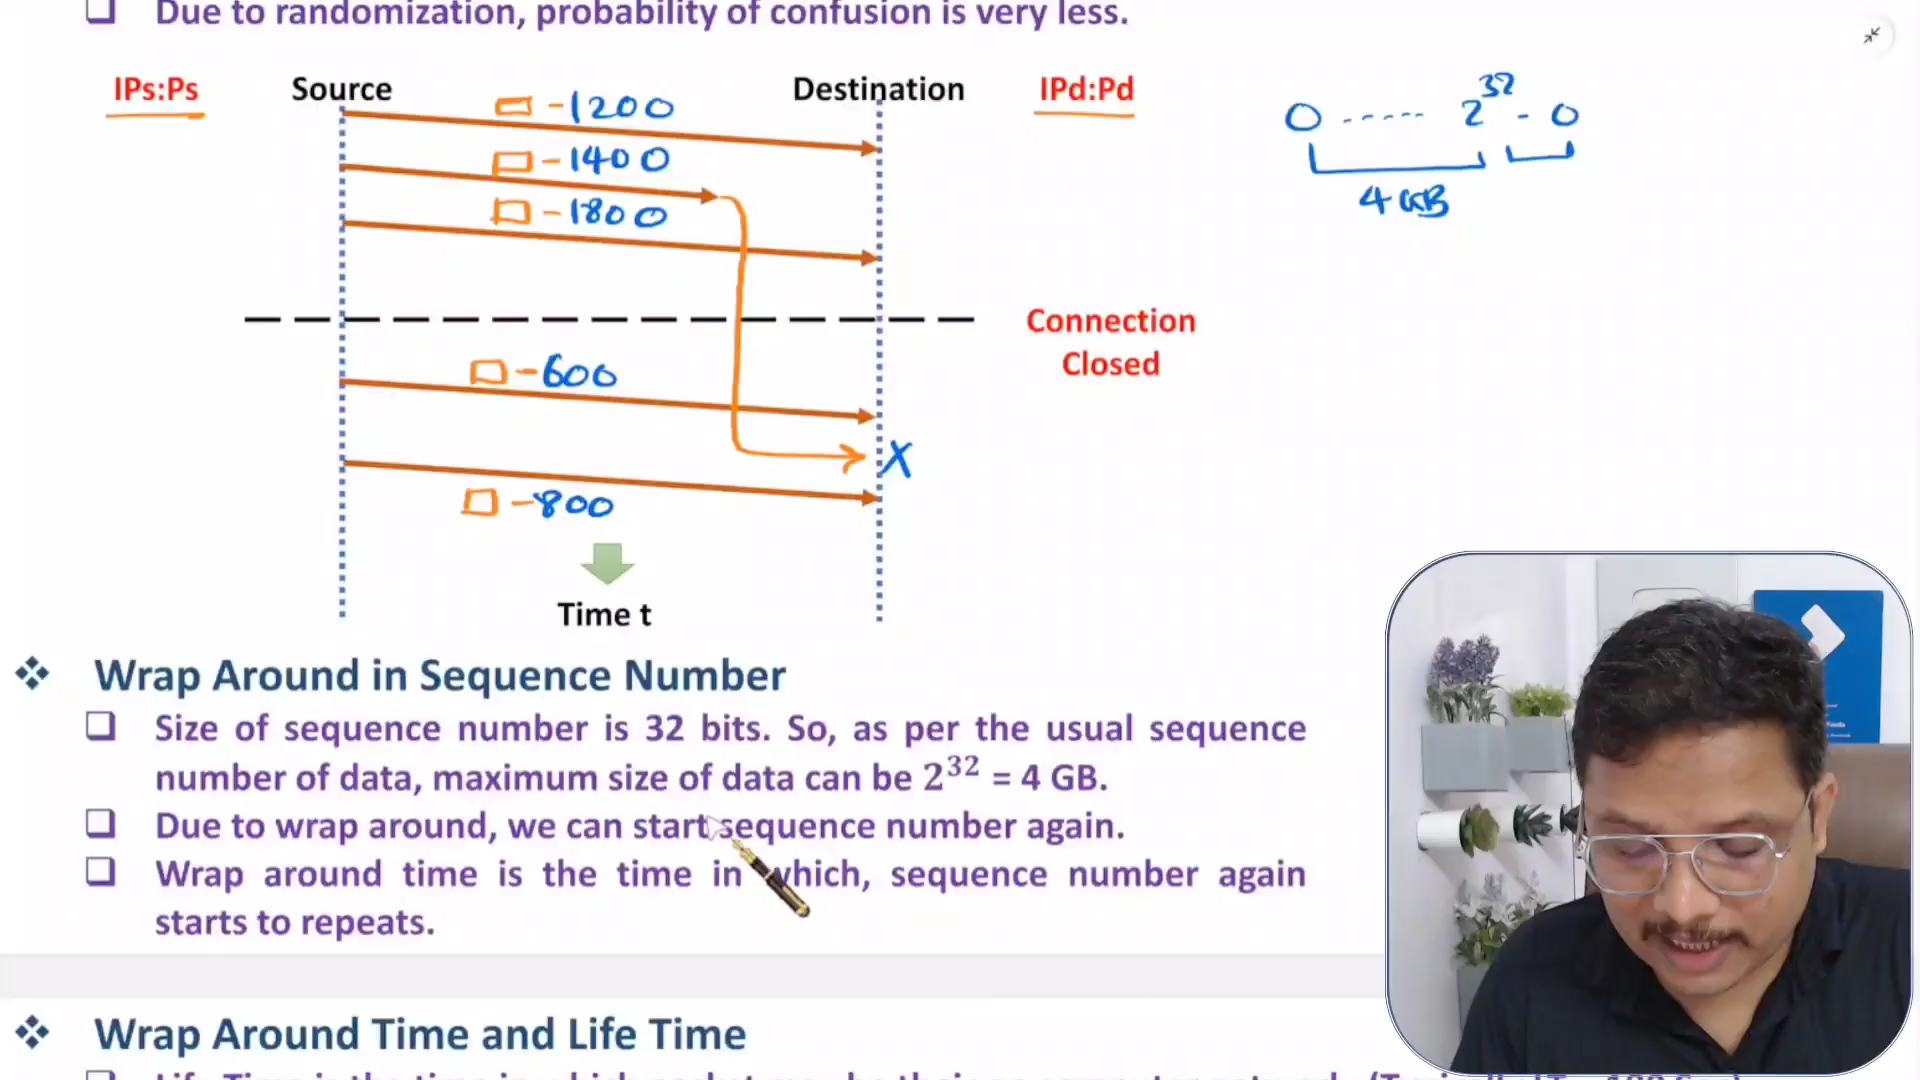 Due to randomization, probability of confusion is very less.
IPs:Ps Source Destination IPd:Pd
-1200
-1400
-1800
0 ------ 2^32 - 0
4 GB
Connection
Closed
-600
X
-800
Time t
Wrap Around in Sequence Number
Size of sequence number is 32 bits. So, as per the usual sequence
number of data, maximum size of data can be 2^32 = 4 GB.
Due to wrap around, we can start sequence number again.
Wrap around time is the time in which, sequence number again
starts to repeats.
Wrap Around Time and Life Time